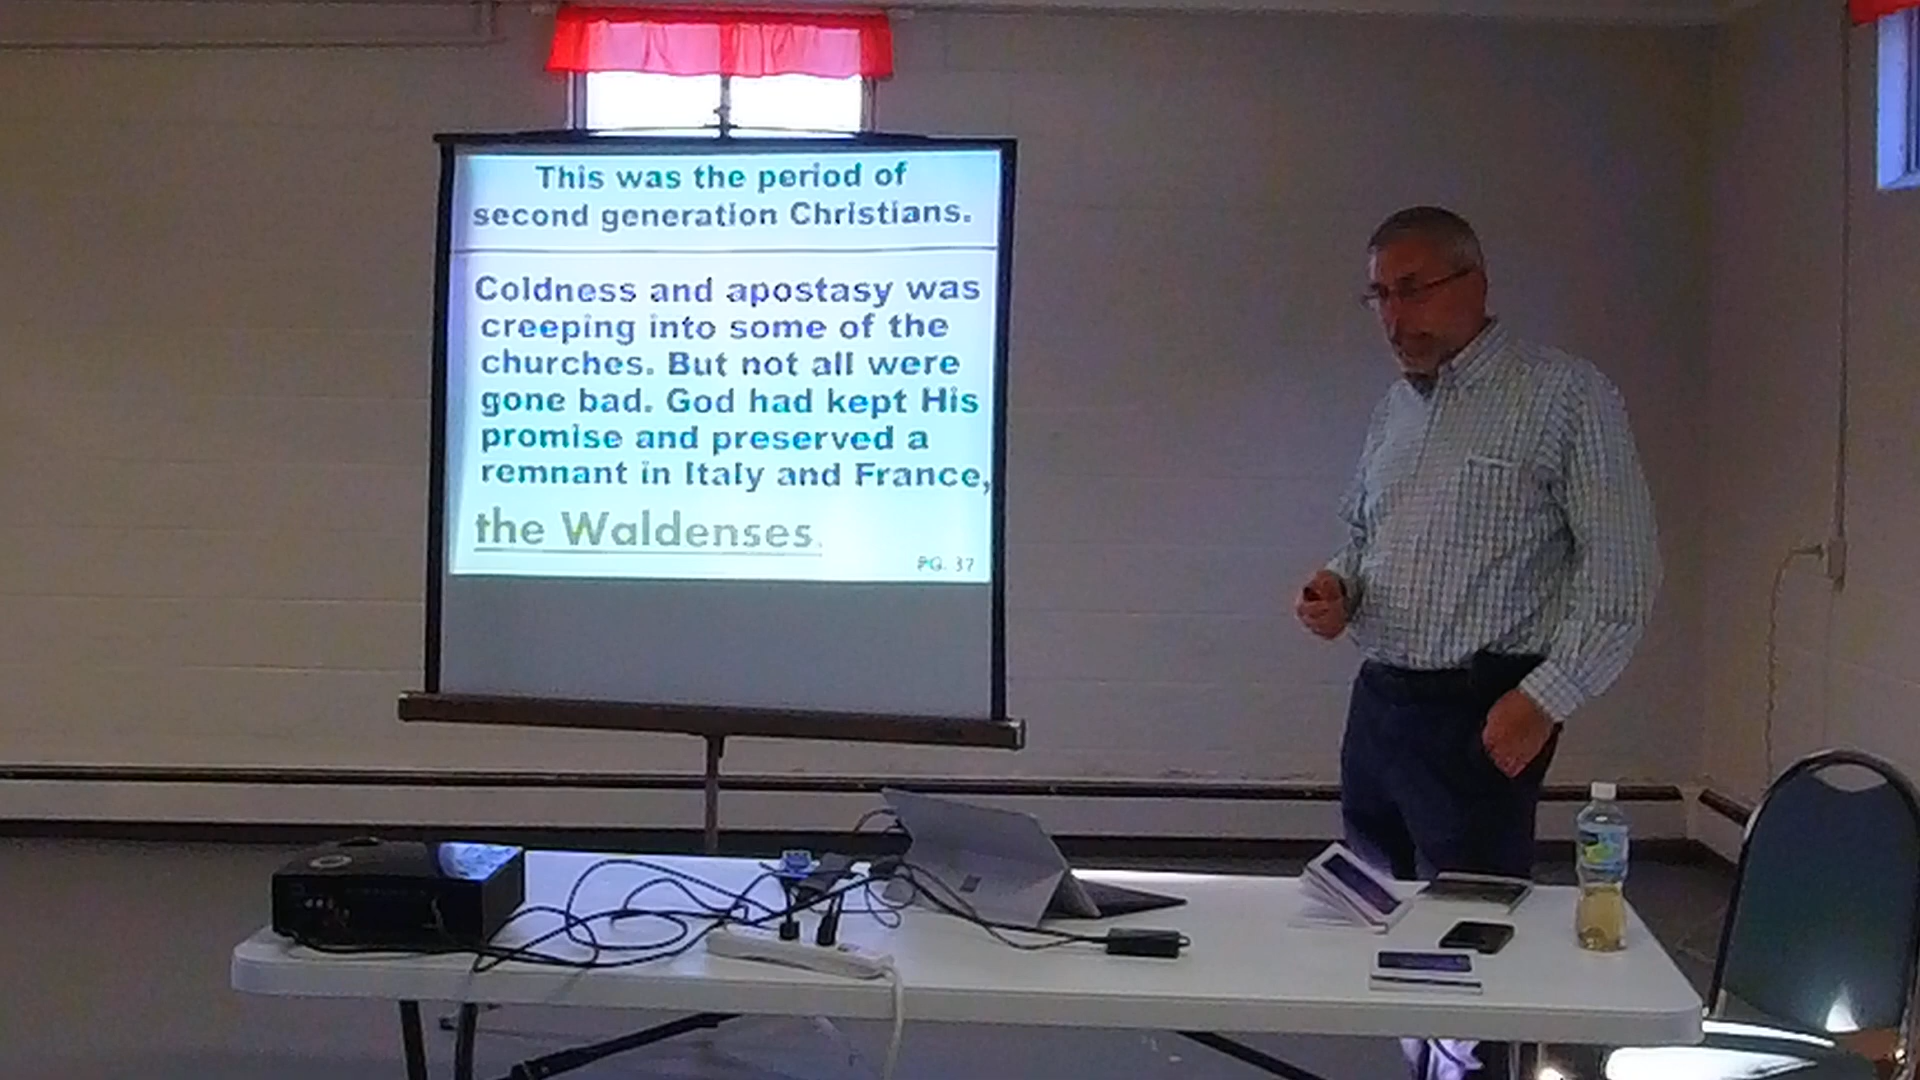 This was the period of
second generation Christians.
Coldness and apostasy was
creeping into some of the
churches. But not all were
gone bad. God had kept His
promise and preserved a
remnant in Italy and France,
the Waldenses.
PG. 37